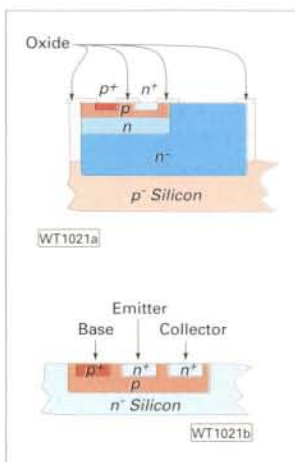 Oxide
p+ n+
p
n
n-
p- Silicon
WT1021a
Emitter
Base Collector
p+ n+ n+
p
n- Silicon
WT1021b